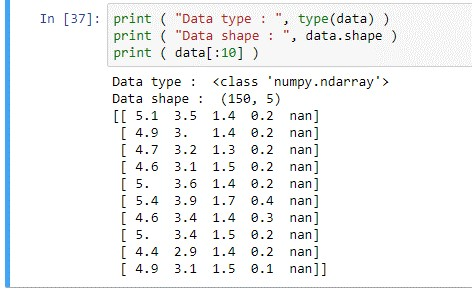 In [37]: print ( "Data type : ", type(data) )
print ( "Data shape : ", data.shape )
print ( data[:10] )
Data type :  <class 'numpy.ndarray'>
Data shape :  (150, 5)
[[ 5.1  3.5  1.4  0.2  nan]
 [ 4.9  3.   1.4  0.2  nan]
 [ 4.7  3.2  1.3  0.2  nan]
 [ 4.6  3.1  1.5  0.2  nan]
 [ 5.   3.6  1.4  0.2  nan]
 [ 5.4  3.9  1.7  0.4  nan]
 [ 4.6  3.4  1.4  0.3  nan]
 [ 5.   3.4  1.5  0.2  nan]
 [ 4.4  2.9  1.4  0.2  nan]
 [ 4.9  3.1  1.5  0.1  nan]]